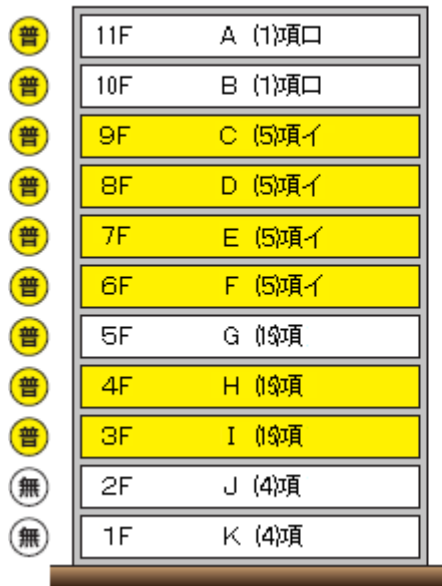 普 11F A (1)項ロ
普 10F B (1)項ロ
普 9F C (5)項イ
普 8F D (5)項イ
普 7F E (5)項イ
普 6F F (5)項イ
普 5F G (15)項
普 4F H (15)項
普 3F I (15)項
無 2F J (4)項
無 1F K (4)項